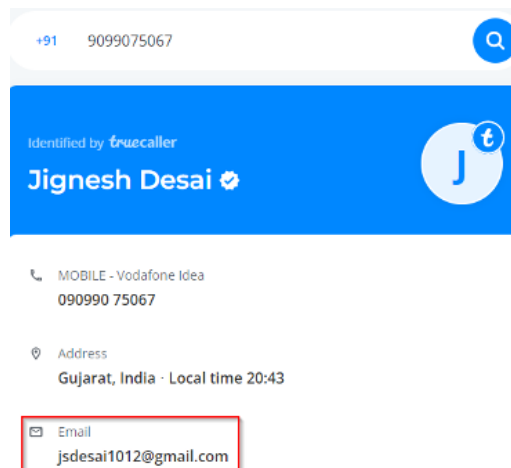 +91 9099075067
Identified by truecaller
Jignesh Desai
J
t
MOBILE - Vodafone Idea
090990 75067
Address
Gujarat, India · Local time 20:43
Email
jsdesai1012@gmail.com